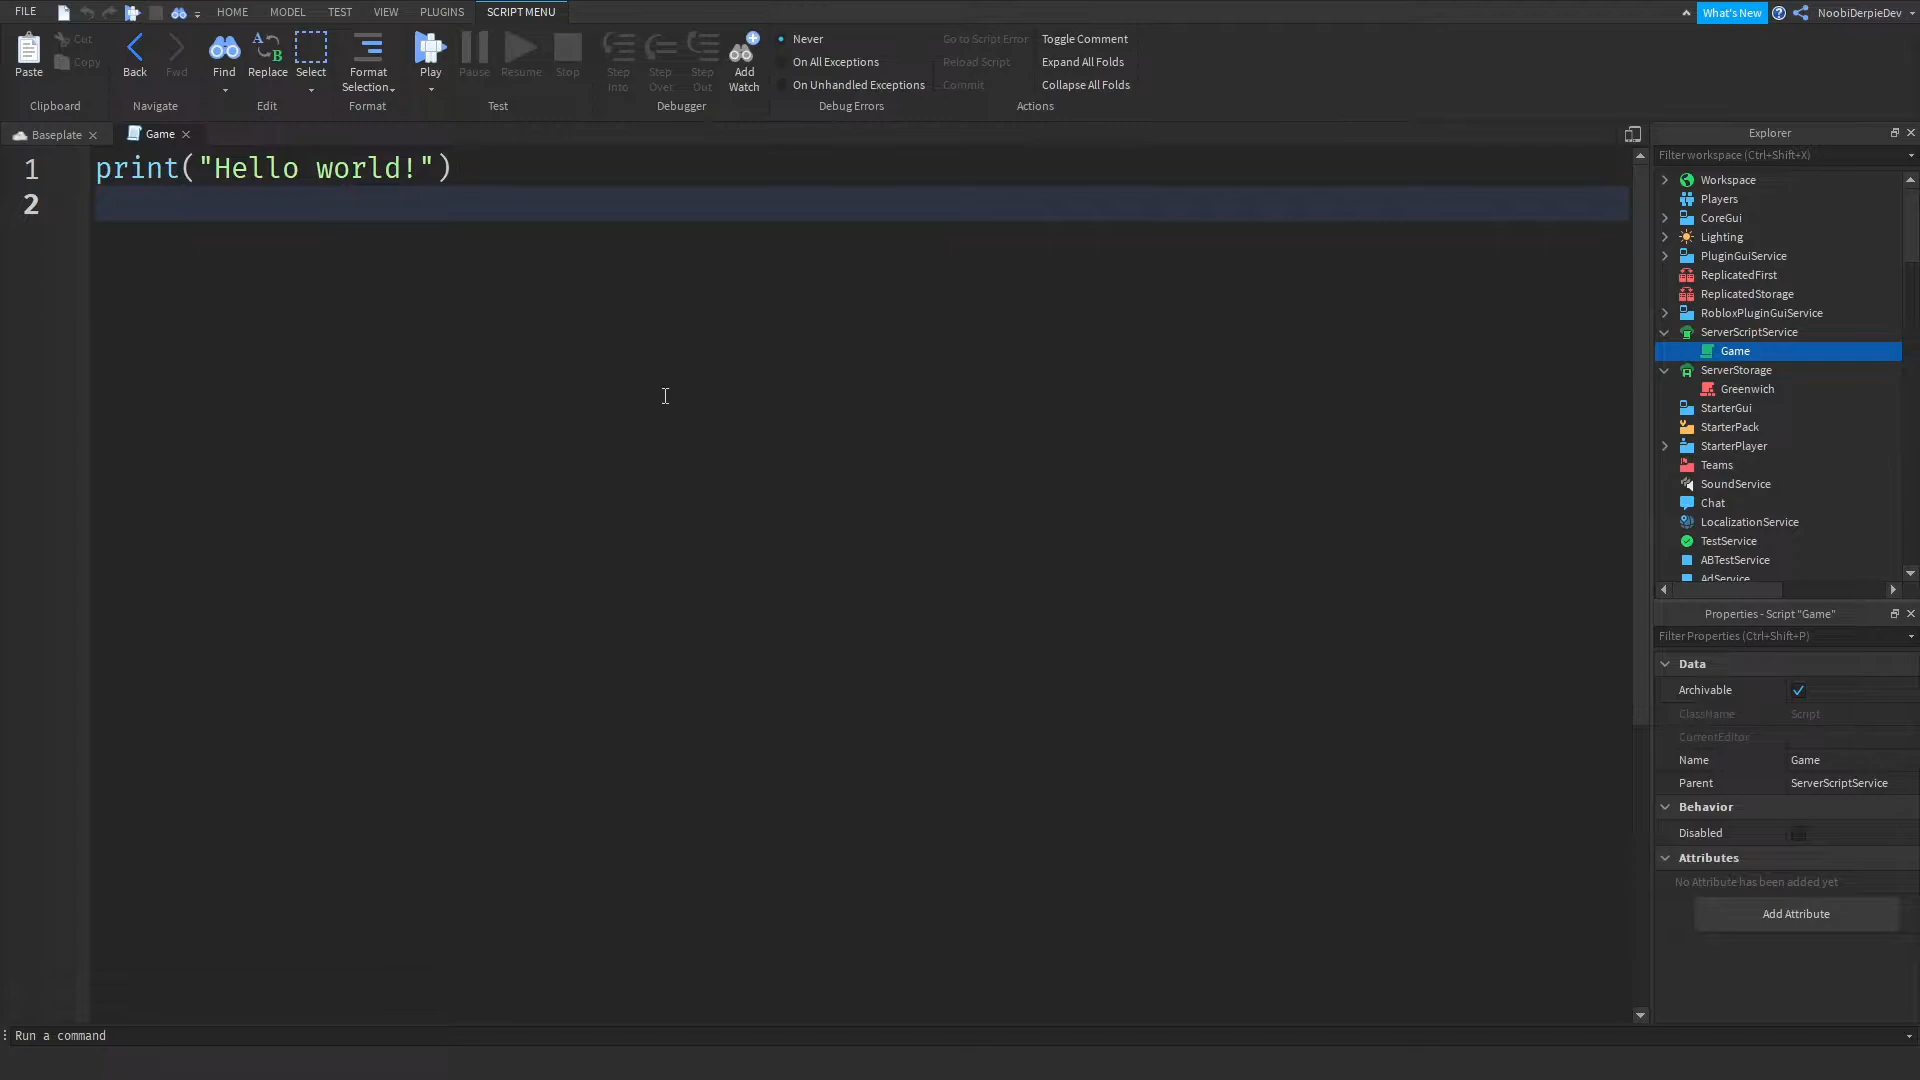 FILE HOME MODEL TEST VIEW PLUGINS SCRIPT MENU What's New NoobiDerpieDev
Paste Cut Copy Clipboard
Back Fwd Navigate
Find Replace Select Edit
Format Selection Format
Play Pause Resume Stop Test
Step Into Step Over Step Out Add Watch Debugger
Never
On All Exceptions
On Unhandled Exceptions
Debug Errors
Go to Script Error
Reload Script
Commit
Toggle Comment
Expand All Folds
Collapse All Folds
Actions
Baseplate Game
1 print("Hello world!")
2
Run a command
Explorer
Filter workspace (Ctrl+Shift+X)
Workspace
Players
CoreGui
Lighting
PluginGuiService
ReplicatedFirst
ReplicatedStorage
RobloxPluginGuiService
ServerScriptService
Game
ServerStorage
Greenwich
StarterGui
StarterPack
StarterPlayer
Teams
SoundService
Chat
LocalizationService
TestService
ABTestService
AdService
Properties - Script "Game"
Filter Properties (Ctrl+Shift+P)
Data
Archivable
ClassName Script
CurrentEditor
Name Game
Parent ServerScriptService
Behavior
Disabled
Attributes
No Attribute has been added yet
Add Attribute